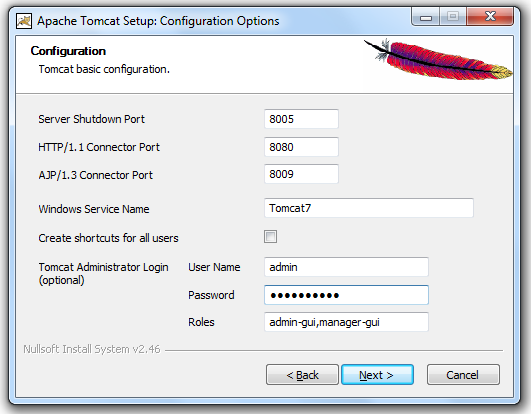 Apache Tomcat Setup: Configuration Options
Configuration
Tomcat basic configuration.
Server Shutdown Port 8005
HTTP/1.1 Connector Port 8080
AJP/1.3 Connector Port 8009
Windows Service Name Tomcat7
Create shortcuts for all users
Tomcat Administrator Login User Name admin
(optional)
Password ●●●●●●●●●●
Roles admin-gui,manager-gui
Nullsoft Install System v2.46
< Back Next > Cancel